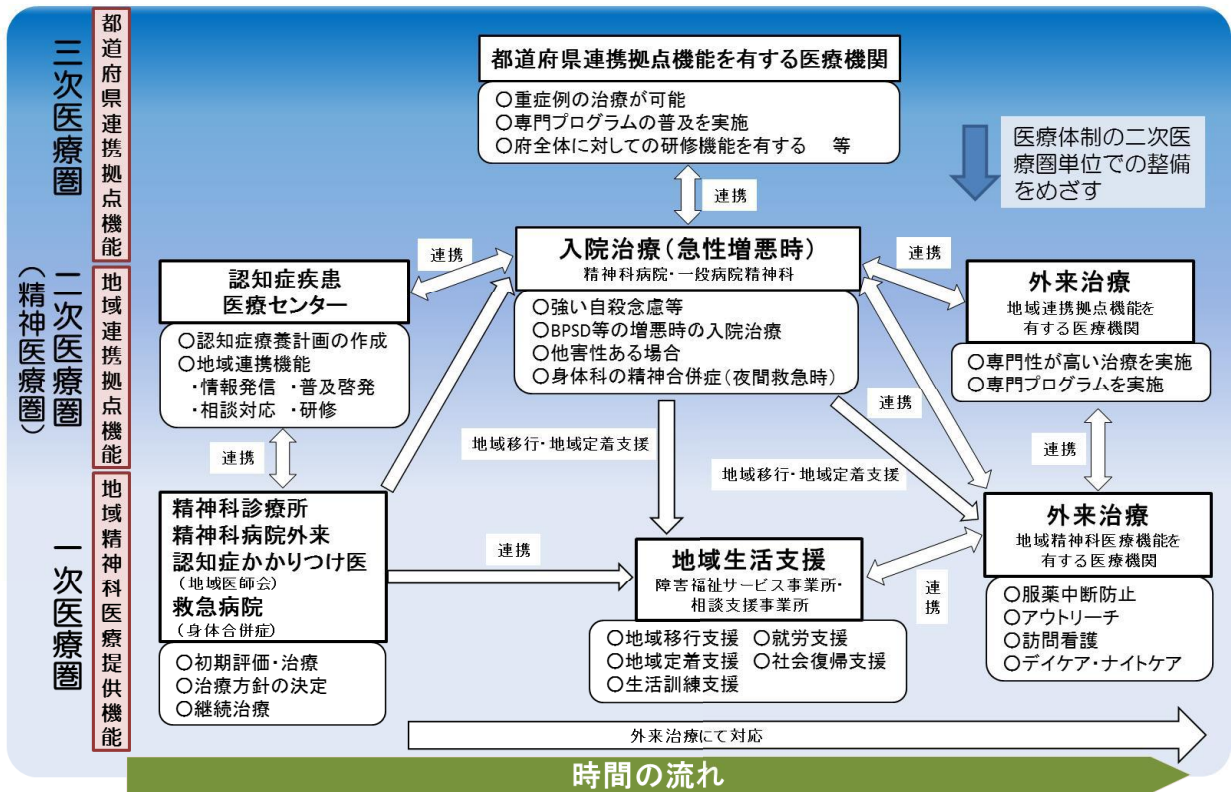 三次医療圏
都道府県連携拠点機能
二次医療圏
(精神医療圏)
地域連携拠点機能
一次医療圏
地域精神科医療提供機能
都道府県連携拠点機能を有する医療機関
○重症例の治療が可能
○専門プログラムの普及を実施
○府全体に対しての研修機能を有する 等
医療体制の二次医
療圏単位での整備
をめざす
連携
入院治療(急性増悪時)
精神科病院・一般病院精神科
○強い自殺念慮等
○BPSD等の増悪時の入院治療
○他害性ある場合
○身体科の精神合併症(夜間救急時)
連携
認知症疾患
医療センター
○認知症療養計画の作成
○地域連携機能
・情報発信 ・普及啓発
・相談対応 ・研修
連携
外来治療
地域連携拠点機能を
有する医療機関
○専門性が高い治療を実施
○専門プログラムを実施
連携
連携
地域移行・地域定着支援
連携
地域移行・地域定着支援
精神科診療所
精神科病院外来
認知症かかりつけ医
(地域医師会)
救急病院
(身体合併症)
○初期評価・治療
○治療方針の決定
○継続治療
連携
地域生活支援
障害福祉サービス事業所・
相談支援事業所
○地域移行支援 ○就労支援
○地域定着支援 ○社会復帰支援
○生活訓練支援
連携
外来治療
地域精神科医療機能を
有する医療機関
○服薬中断防止
○アウトリーチ
○訪問看護
○デイケア・ナイトケア
外来治療にて対応
時間の流れ